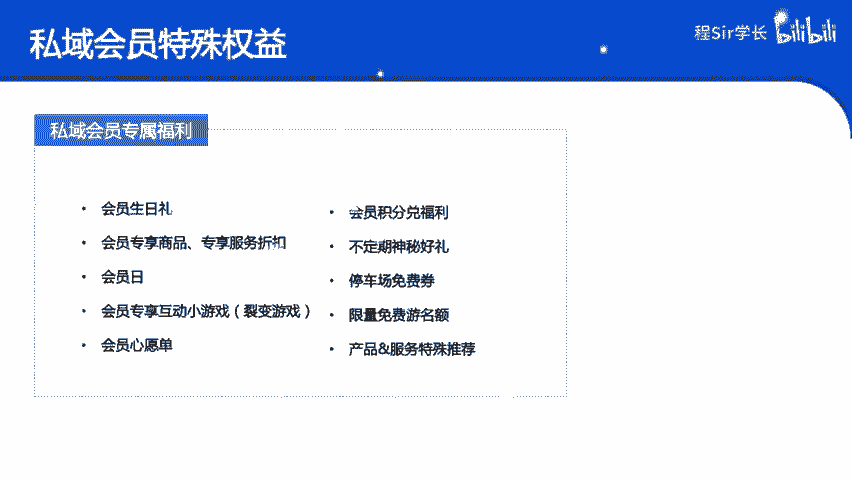 私域会员特殊权益
程Sir学长 bilibili
私域会员专属福利
• 会员生日礼
• 会员专享商品、专享服务折扣
• 会员日
• 会员专享互动小游戏（裂变游戏）
• 会员心愿单
• 会员积分兑福利
• 不定期神秘好礼
• 停车场免费券
• 限量免费游名额
• 产品&服务特殊推荐